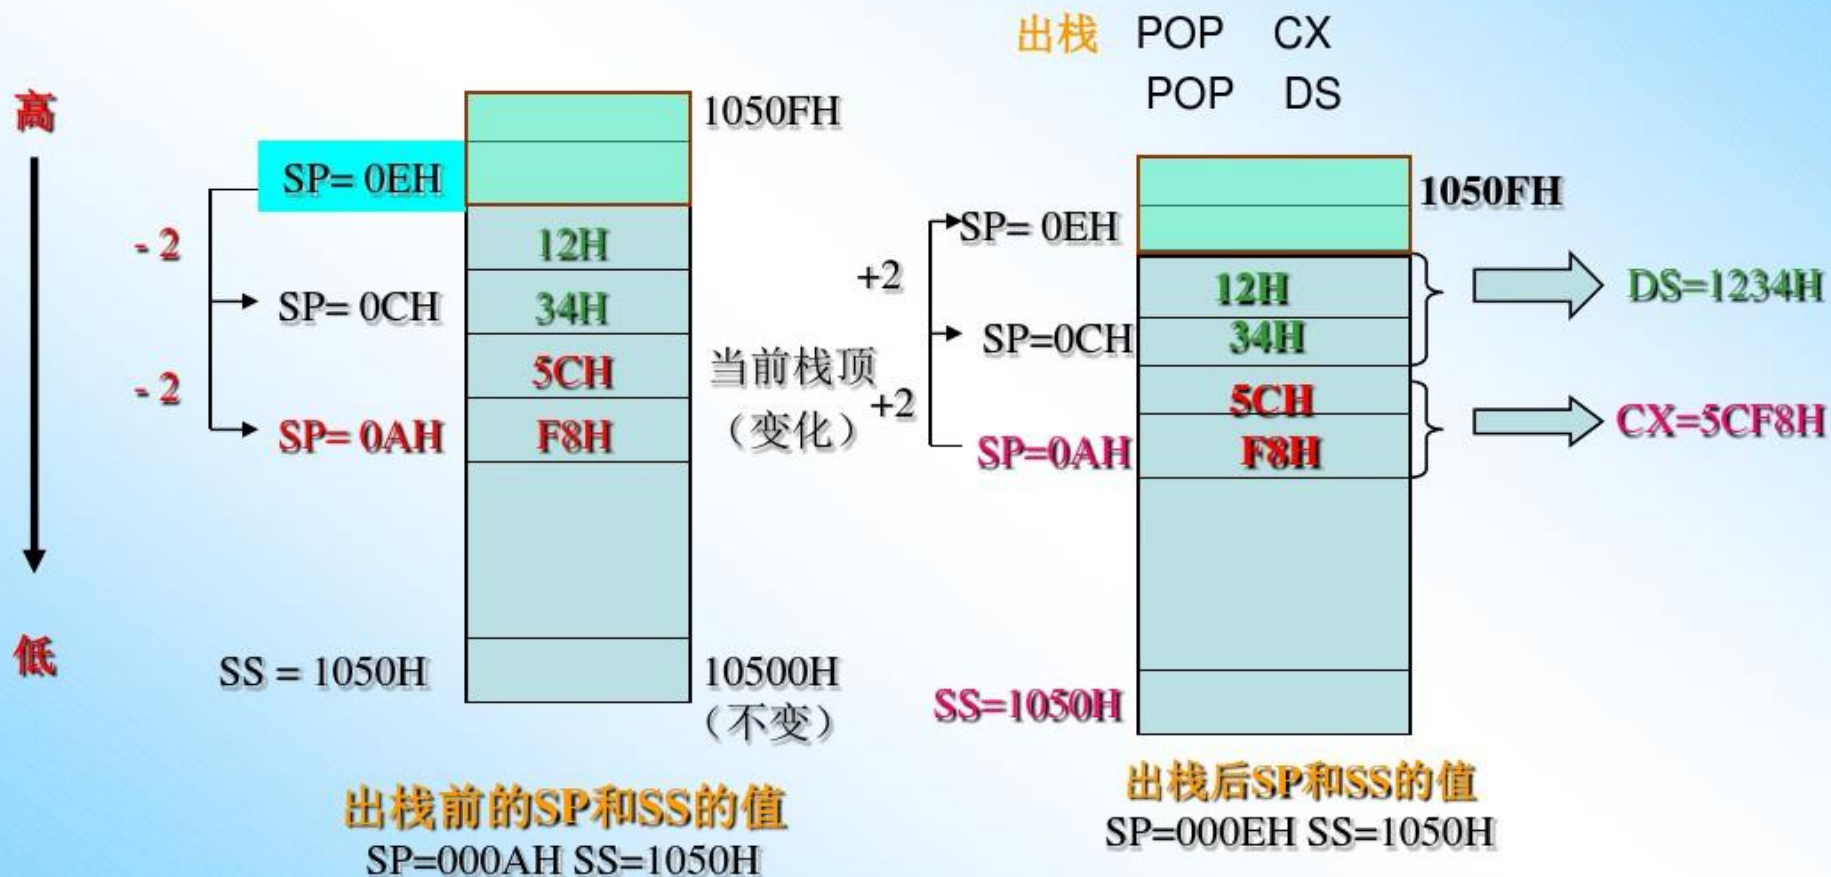 出栈 POP CX
POP DS
高
1050FH
SP= 0EH
- 2
12H
SP= 0CH
34H
- 2
5CH
当前栈顶
（变化）
SP= 0AH
F8H
低
SS = 1050H
10500H
（不变）
出栈前的SP和SS的值
SP=000AH SS=1050H
1050FH
SP= 0EH
+2
12H
DS=1234H
SP=0CH
34H
+2
5CH
CX=5CF8H
SP=0AH
F8H
SS=1050H
出栈后SP和SS的值
SP=000EH SS=1050H